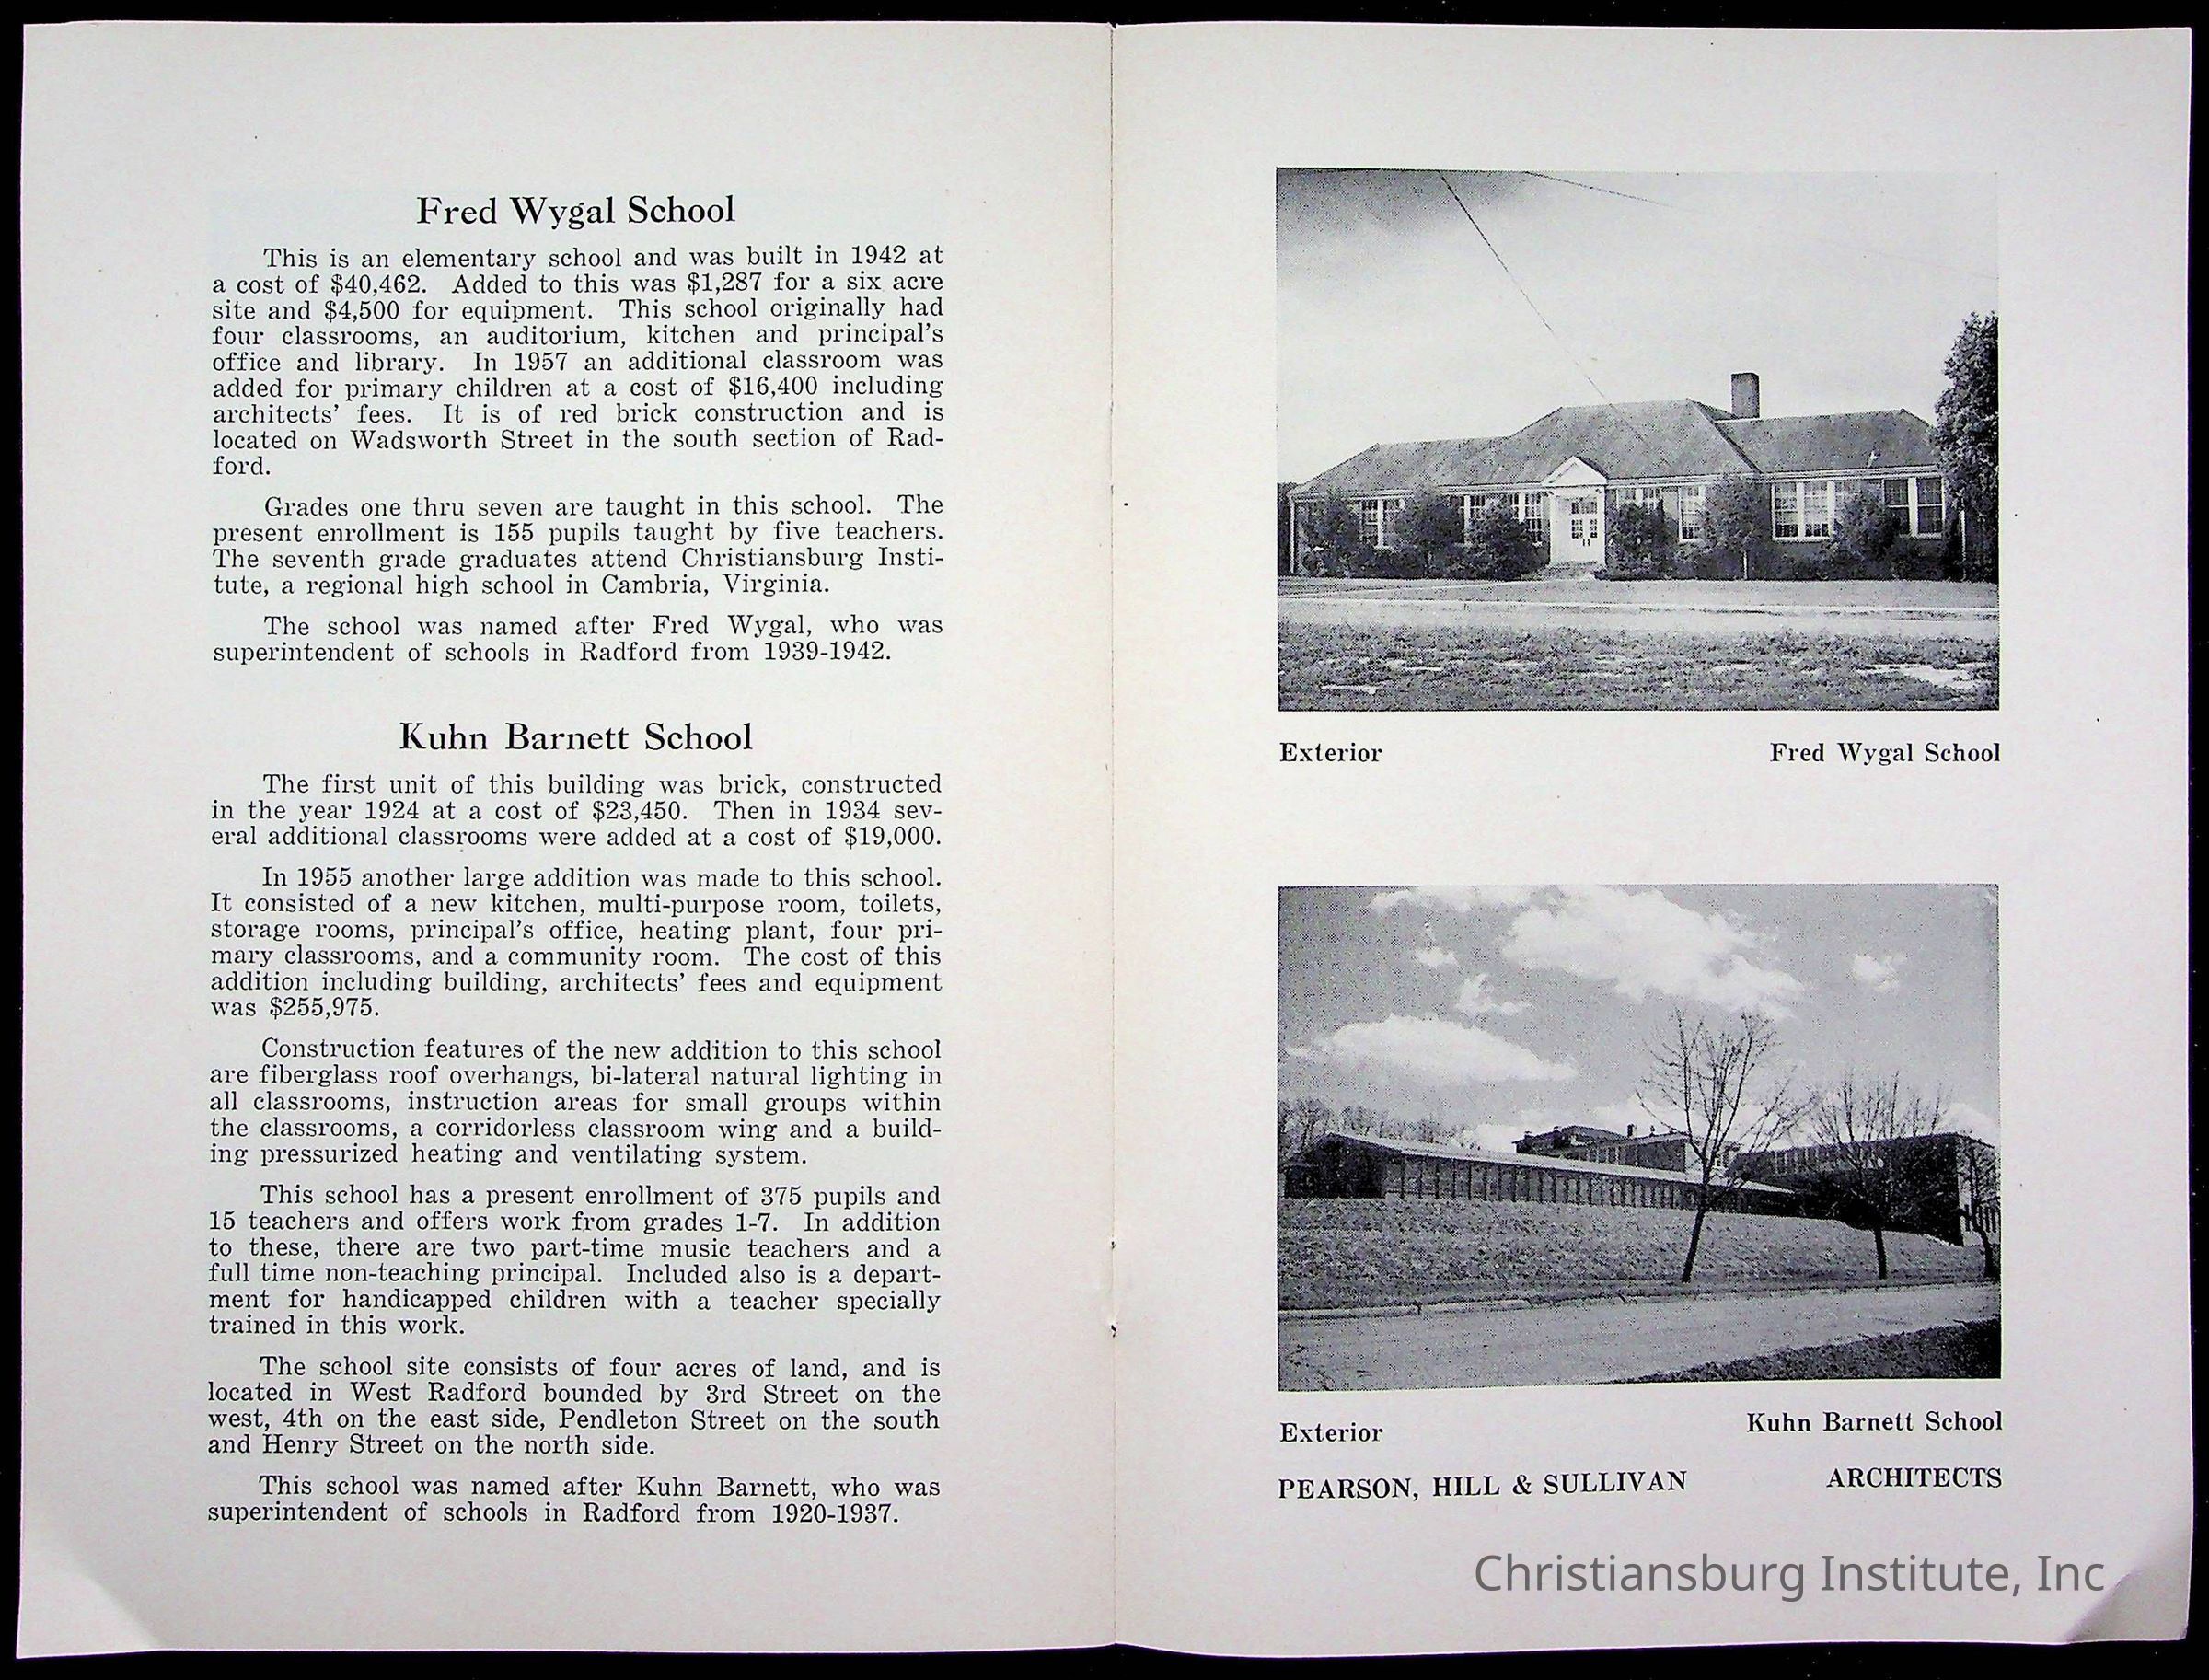 Fred Wygal School
This is an elementary school and was built in 1942 at
a cost of $40,462. Added to this was $1,287 for a six acre
site and $4,500 for equipment. This school originally had
four classrooms, an auditorium, kitchen and principal's
office and library. In 1957 an additional classroom was
added for primary children at a cost of $16,400 including
architects' fees. It is of red brick construction and is
located on Wadsworth Street in the south section of Rad-
ford.
Grades one thru seven are taught in this school. The
present enrollment is 155 pupils taught by five teachers.
The seventh grade graduates attend Christiansburg Insti-
tute, a regional high school in Cambria, Virginia.
The school was named after Fred Wygal, who was
superintendent of schools in Radford from 1939-1942.
Kuhn Barnett School
The first unit of this building was brick, constructed
in the year 1924 at a cost of $23,450. Then in 1934 sev-
eral additional classrooms were added at a cost of $19,000.
In 1955 another large addition was made to this school.
It consisted of a new kitchen, multi-purpose room, toilets,
storage rooms, principal's office, heating plant, four pri-
mary classrooms, and a community room. The cost of this
addition including building, architects' fees and equipment
was $255,975.
Construction features of the new addition to this school
are fiberglass roof overhangs, bi-lateral natural lighting in
all classrooms, instruction areas for small groups within
the classrooms, a corridorless classroom wing and a build-
ing pressurized heating and ventilating system.
This school has a present enrollment of 375 pupils and
15 teachers and offers work from grades 1-7. In addition
to these, there are two part-time music teachers and a
full time non-teaching principal. Included also is a depart-
ment for handicapped children with a teacher specially
trained in this work.
The school site consists of four acres of land, and is
located in West Radford bounded by 3rd Street on the
west, 4th on the east side, Pendleton Street on the south
and Henry Street on the north side.
This school was named after Kuhn Barnett, who was
superintendent of schools in Radford from 1920-1937.
Exterior Fred Wygal School
Exterior Kuhn Barnett School
PEARSON, HILL & SULLIVAN ARCHITECTS
Christiansburg Institute, Inc